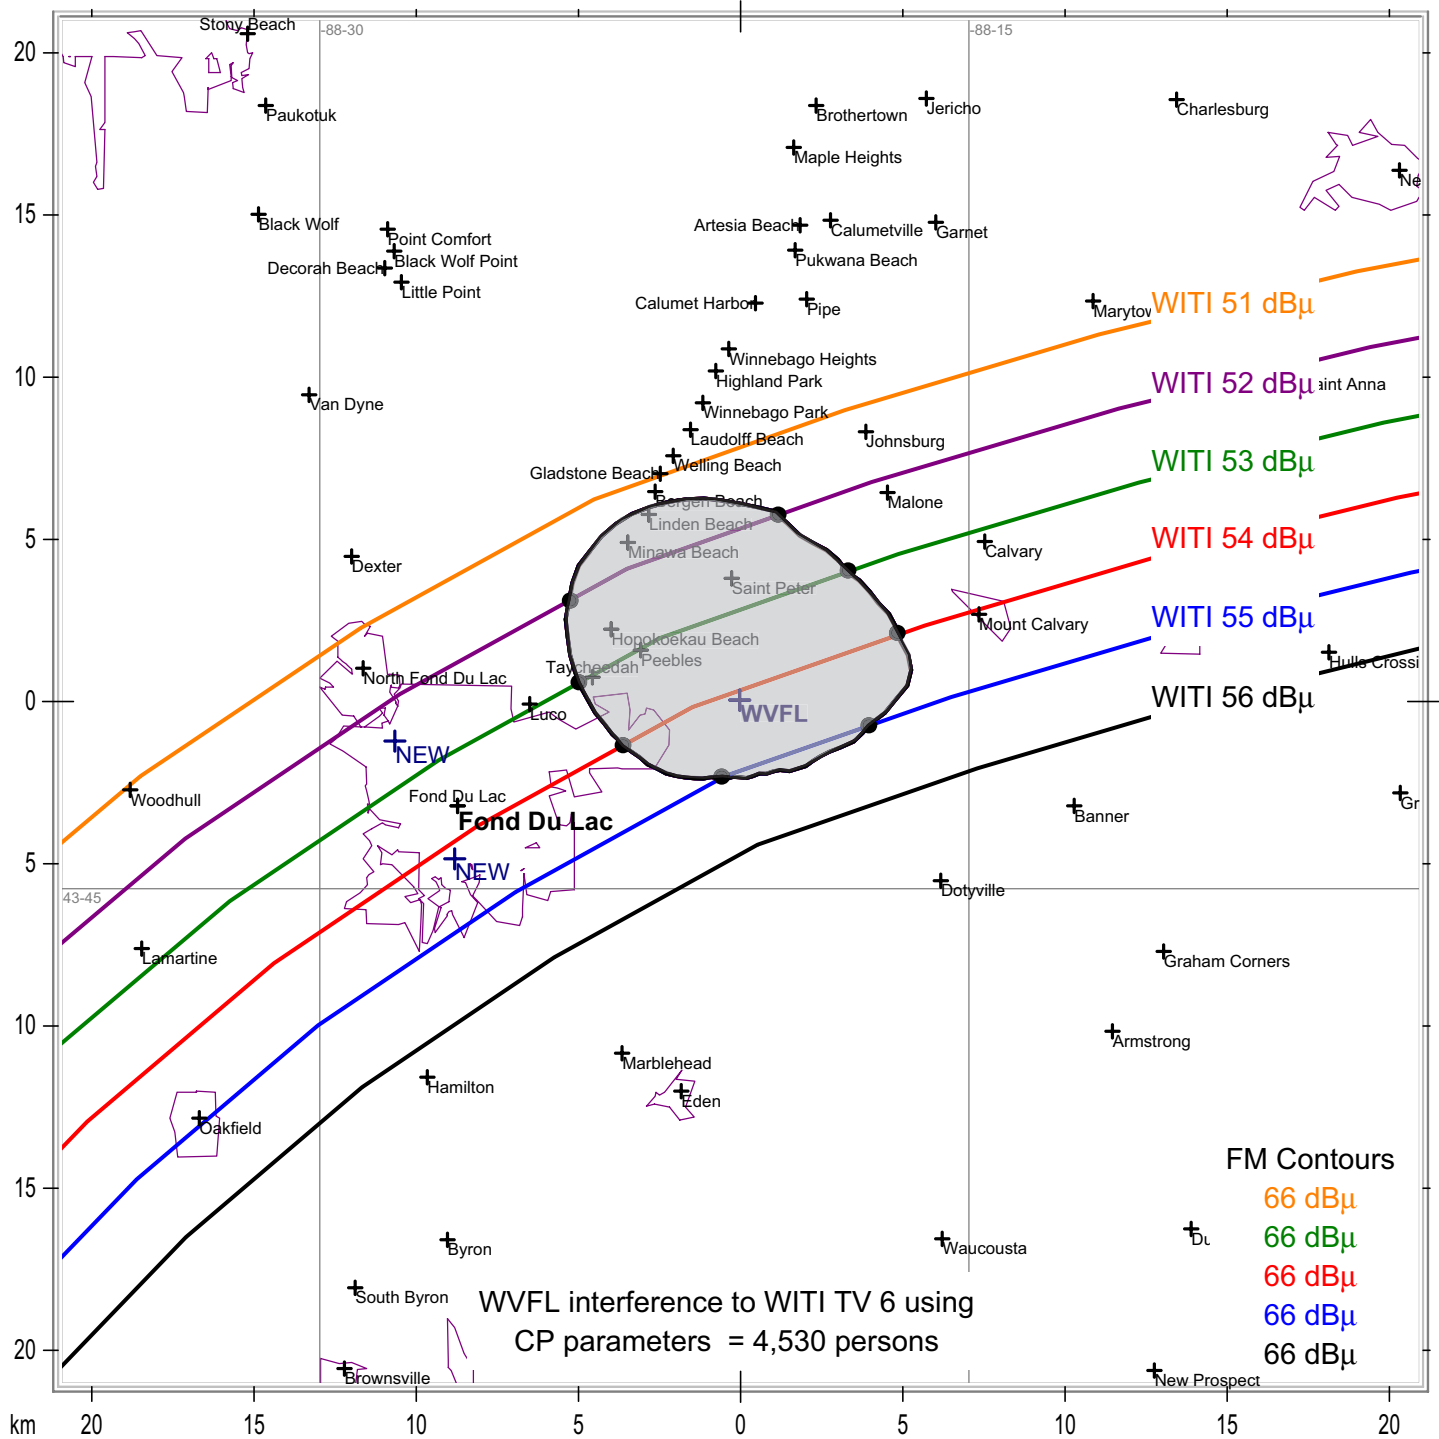 Stony Beach
-88-30
-88-15
20
Paukotuk
Brothertown
Jericho
Charlesburg
Maple Heights
Ne
15
Black Wolf
Point Comfort
Artesia Beach
Calumetville
Garnet
Black Wolf Point
Decorah Beach
Pukwana Beach
Little Point
Calumet Harbor
Pipe
Marytow
WITI 51 dBμ
Winnebago Heights
10
Highland Park
WITI 52 dBμ
aint Anna
Van Dyne
Winnebago Park
Laudolff Beach
Johnsburg
Welling Beach
WITI 53 dBμ
Gladstone Beach
Bergen Beach
Malone
Linden Beach
5
WITI 54 dBμ
Minawa Beach
Calvary
Dexter
Saint Peter
WITI 55 dBμ
Mount Calvary
Hopokoekau Beach
Peebles
Hulls Crossi
Taycheedah
North Fond Du Lac
WITI 56 dBμ
0
Luco
WVFL
NEW
Woodhull
Fond Du Lac
Gr
Fond Du Lac
Banner
5
NEW
Dotyville
43-45
Lamartine
Graham Corners
10
Armstrong
Marblehead
Hamilton
Eden
Oakfield
FM Contours
15
66 dBμ
66 dBμ
Du
Byron
Waucousta
66 dBμ
South Byron
WVFL interference to WITI TV 6 using
66 dBμ
CP parameters = 4,530 persons
20
66 dBμ
Brownsville
New Prospect
km 20 15 10 5 0 5 10 15 20